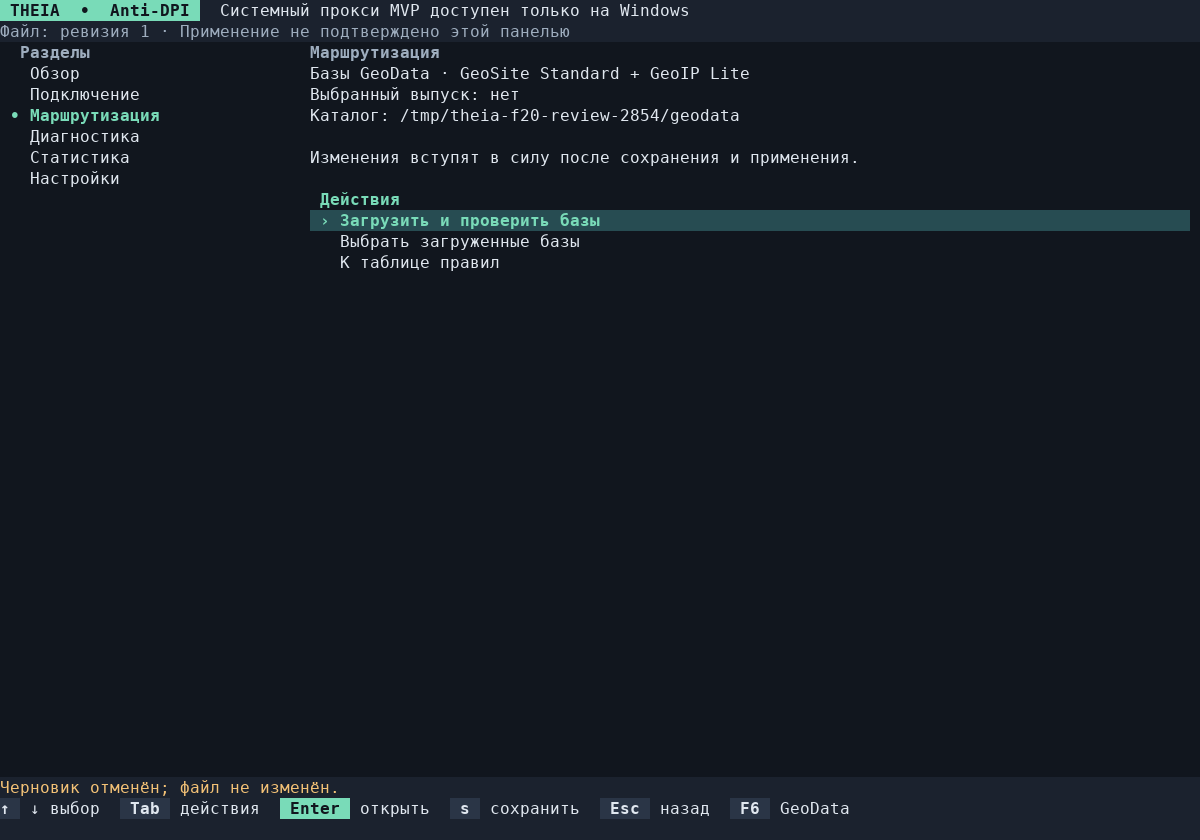 THEIA • Anti-DPI Системный прокси MVP доступен только на Windows
Файл: ревизия 1 · Применение не подтверждено этой панелью
Разделы
Обзор
Подключение
• Маршрутизация
Диагностика
Статистика
Настройки
Маршрутизация
Базы GeoData · GeoSite Standard + GeoIP Lite
Выбранный выпуск: нет
Каталог: /tmp/theia-f20-review-2854/geodata
Изменения вступят в силу после сохранения и применения.
Действия
› Загрузить и проверить базы
Выбрать загруженные базы
К таблице правил
Черновик отменён; файл не изменён.
↑ ↓ выбор Tab действия Enter открыть s сохранить Esc назад F6 GeoData